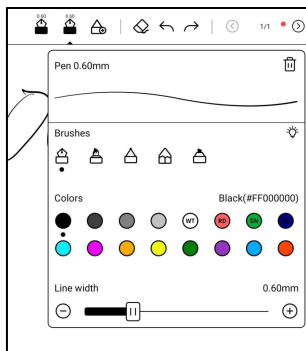 0.60 0.60
1/1
Pen 0.60mm
Brushes
Colors Black(#FF000000)
WT RD GN
Line width 0.60mm